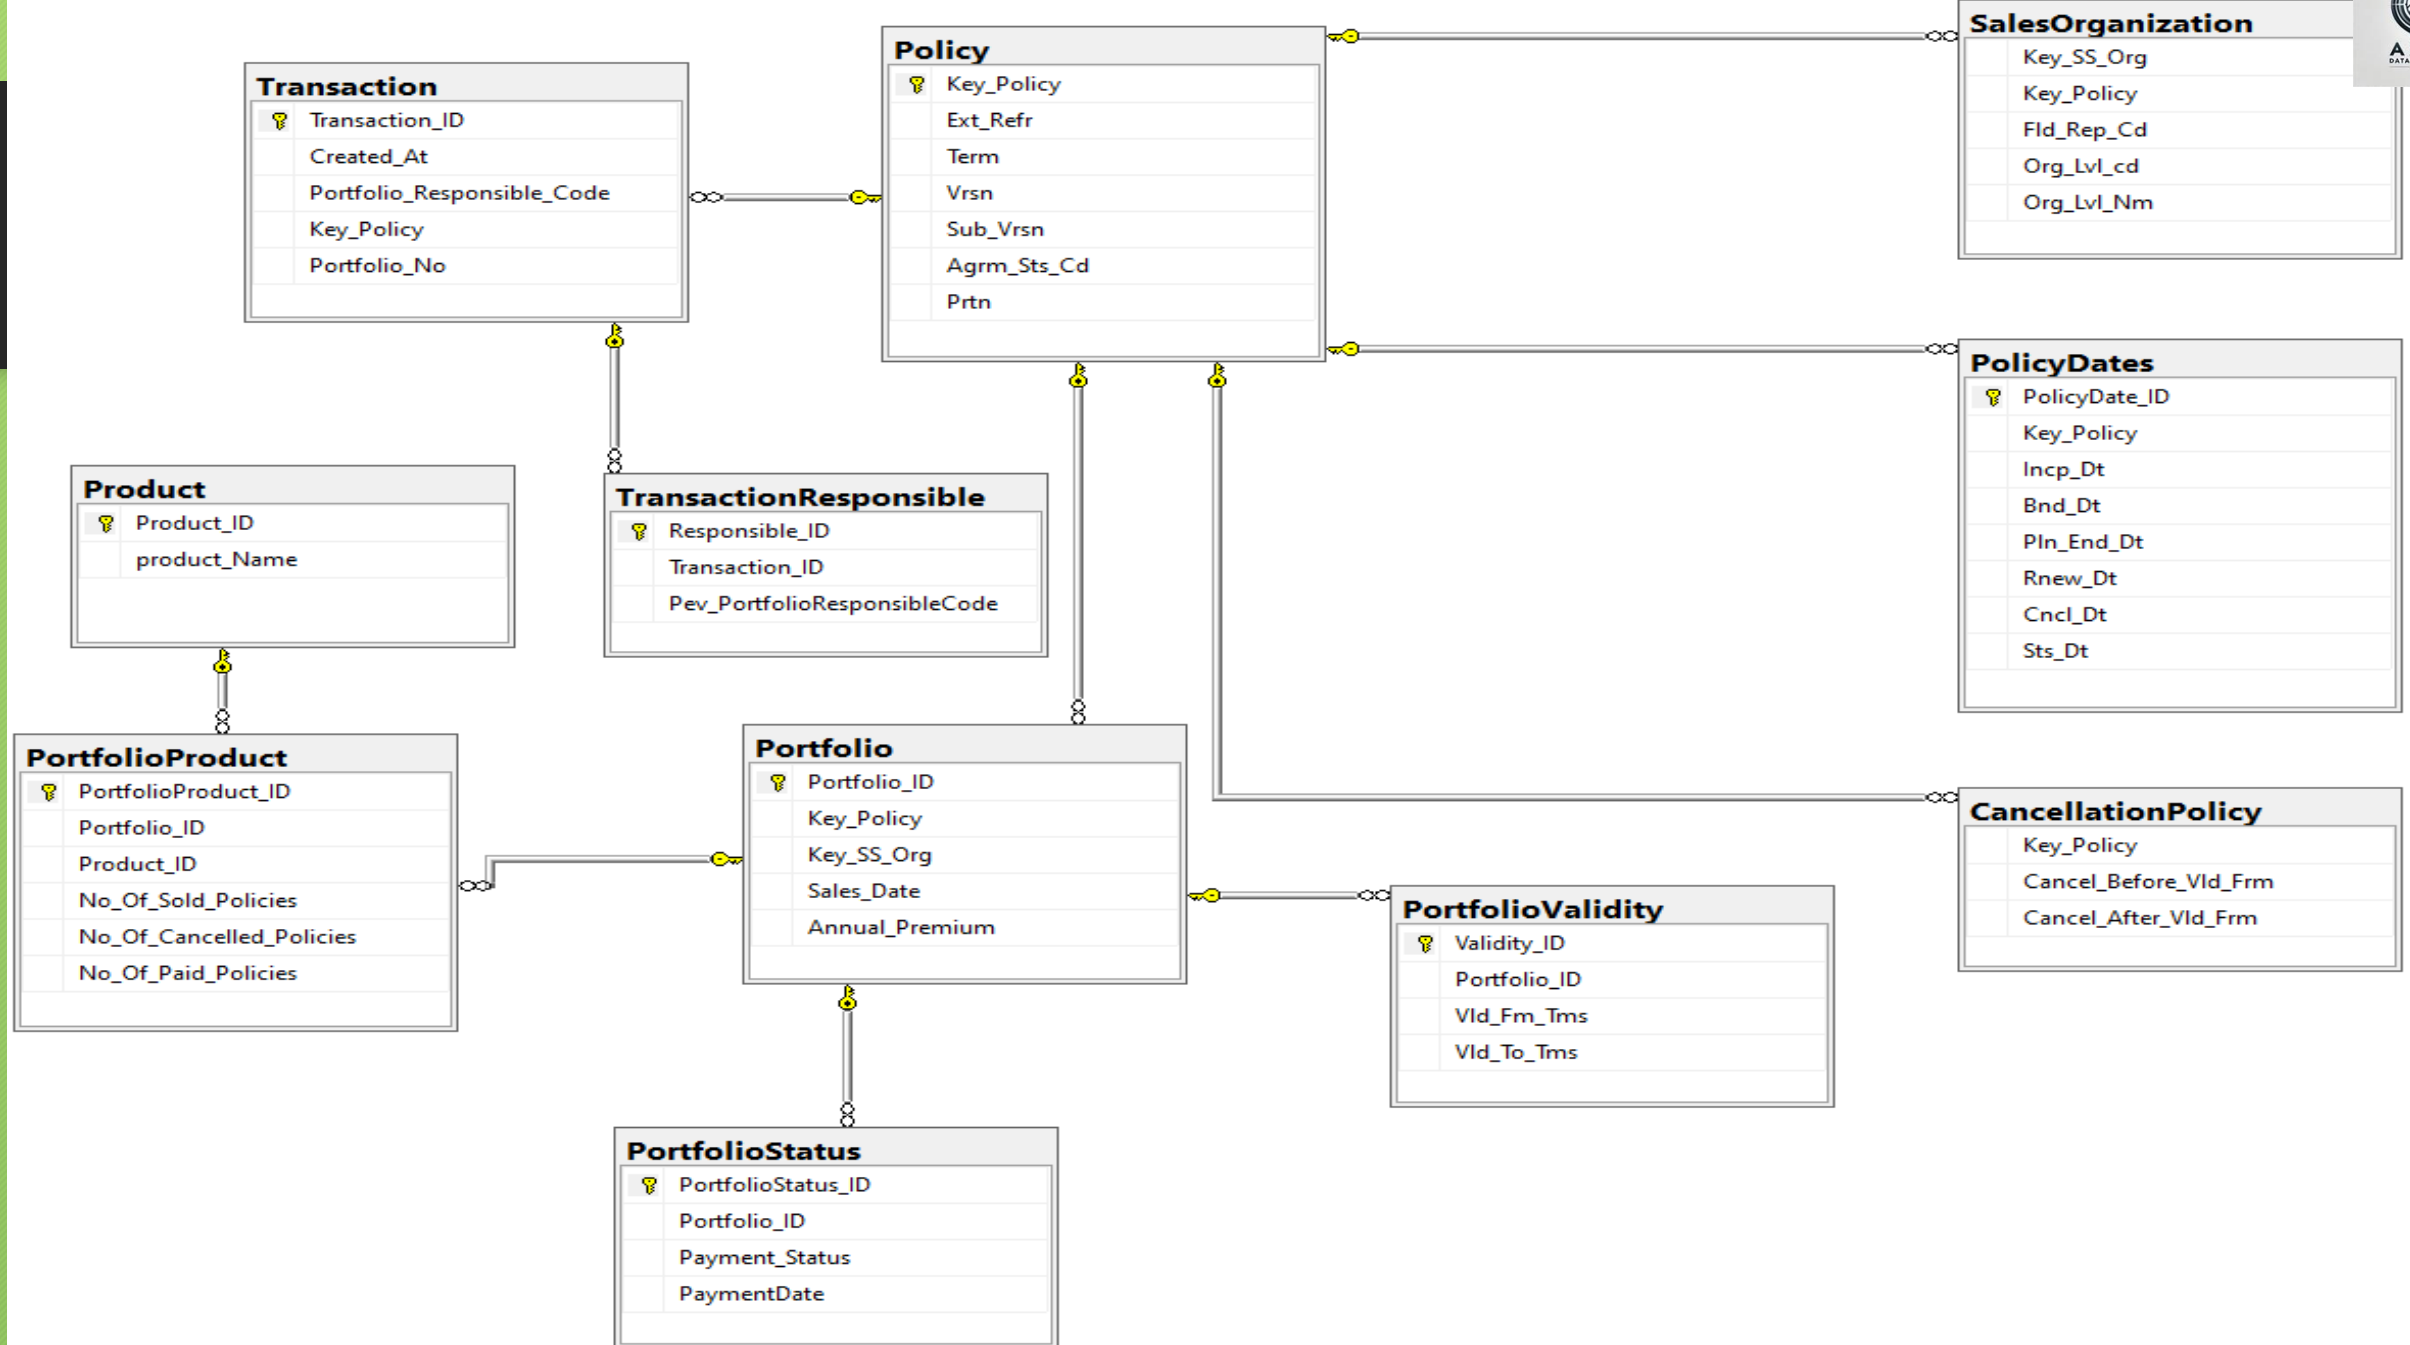 Transaction
Transaction_ID
Created_At
Portfolio_Responsible_Code
Key_Policy
Portfolio_No
Policy
Key_Policy
Ext_Refr
Term
Vrsn
Sub_Vrsn
Agrm_Sts_Cd
Prtn
SalesOrganization
Key_SS_Org
Key_Policy
Fld_Rep_Cd
Org_Lvl_cd
Org_Lvl_Nm
PolicyDates
PolicyDate_ID
Key_Policy
Incp_Dt
Bnd_Dt
Pln_End_Dt
Rnew_Dt
Cncl_Dt
Sts_Dt
Product
Product_ID
product_Name
TransactionResponsible
Responsible_ID
Transaction_ID
Pev_PortfolioResponsibleCode
PortfolioProduct
PortfolioProduct_ID
Portfolio_ID
Product_ID
No_Of_Sold_Policies
No_Of_Cancelled_Policies
No_Of_Paid_Policies
Portfolio
Portfolio_ID
Key_Policy
Key_SS_Org
Sales_Date
Annual_Premium
CancellationPolicy
Key_Policy
Cancel_Before_Vld_Frm
Cancel_After_Vld_Frm
PortfolioValidity
Validity_ID
Portfolio_ID
Vld_Fm_Tms
Vld_To_Tms
PortfolioStatus
PortfolioStatus_ID
Portfolio_ID
Payment_Status
PaymentDate